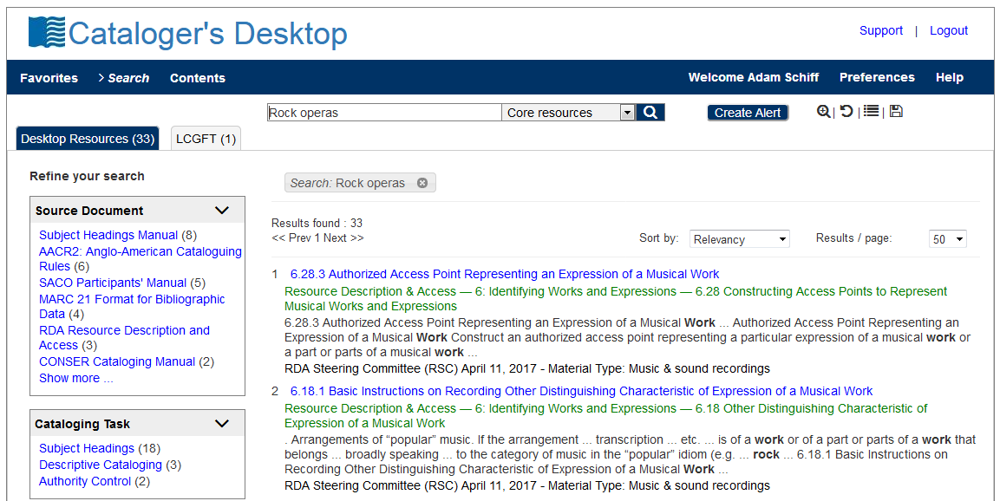 Cataloger's Desktop
Support | Logout
Favorites > Search Contents Welcome Adam Schiff Preferences Help
Rock operas Core resources Create Alert | | |
Desktop Resources (33) LCGFT (1)
Refine your search
Source Document
Subject Headings Manual (8)
AACR2: Anglo-American Cataloguing
Rules (6)
SACO Participants' Manual (5)
MARC 21 Format for Bibliographic
Data (4)
RDA Resource Description and
Access (3)
CONSER Cataloging Manual (2)
Show more ...
Cataloging Task
Subject Headings (18)
Descriptive Cataloging (3)
Authority Control (2)
Search: Rock operas
Results found : 33
<< Prev 1 Next >>
Sort by: Relevancy Results / page: 50
1 6.28.3 Authorized Access Point Representing an Expression of a Musical Work
Resource Description & Access — 6: Identifying Works and Expressions — 6.28 Constructing Access Points to Represent
Musical Works and Expressions
6.28.3 Authorized Access Point Representing an Expression of a Musical Work ... Authorized Access Point Representing an
Expression of a Musical Work Construct an authorized access point representing a particular expression of a musical work or
a part or parts of a musical work ...
RDA Steering Committee (RSC) April 11, 2017 - Material Type: Music & sound recordings
2 6.18.1 Basic Instructions on Recording Other Distinguishing Characteristic of Expression of a Musical Work
Resource Description & Access — 6: Identifying Works and Expressions — 6.18 Other Distinguishing Characteristic of
Expression of a Musical Work
. Arrangements of “popular” music. If the arrangement ... transcription ... etc. ... is of a work or of a part or parts of a work that
belongs ... broadly speaking ... to the category of music in the “popular” idiom (e.g. ... rock ... 6.18.1 Basic Instructions on
Recording Other Distinguishing Characteristic of Expression of a Musical Work ...
RDA Steering Committee (RSC) April 11, 2017 - Material Type: Music & sound recordings